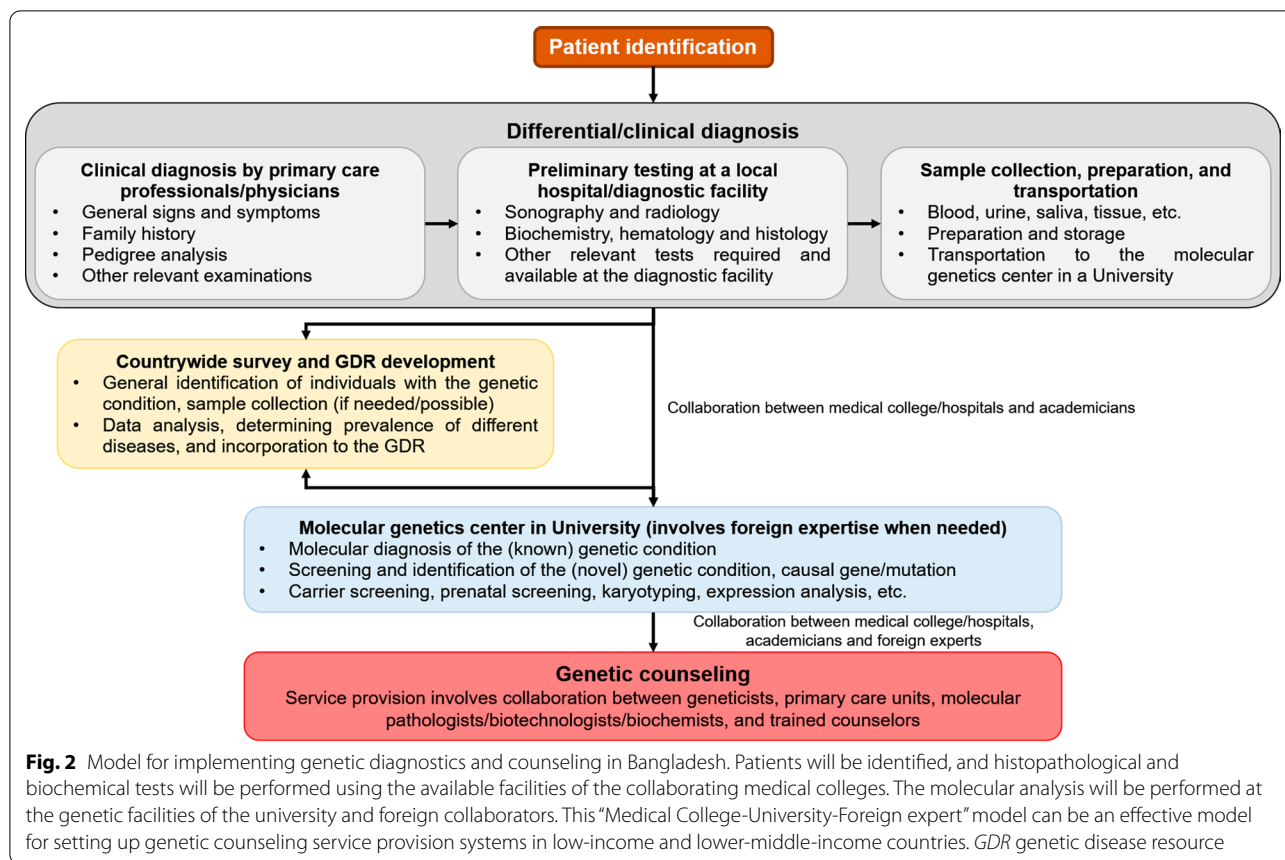 Patient identification
Differential/clinical diagnosis
Clinical diagnosis by primary care
professionals/physicians
• General signs and symptoms
• Family history
• Pedigree analysis
• Other relevant examinations
Preliminary testing at a local
hospital/diagnostic facility
• Sonography and radiology
• Biochemistry, hematology and histology
• Other relevant tests required and
available at the diagnostic facility
Sample collection, preparation, and
transportation
• Blood, urine, saliva, tissue, etc.
• Preparation and storage
• Transportation to the molecular
genetics center in a University
Countrywide survey and GDR development
• General identification of individuals with the genetic
condition, sample collection (if needed/possible)
• Data analysis, determining prevalence of different
diseases, and incorporation to the GDR
Collaboration between medical college/hospitals and academicians
Molecular genetics center in University (involves foreign expertise when needed)
• Molecular diagnosis of the (known) genetic condition
• Screening and identification of the (novel) genetic condition, causal gene/mutation
• Carrier screening, prenatal screening, karyotyping, expression analysis, etc.
Collaboration between medical college/hospitals,
academicians and foreign experts
Genetic counseling
Service provision involves collaboration between geneticists, primary care units, molecular
pathologists/biotechnologists/biochemists, and trained counselors
Fig. 2 Model for implementing genetic diagnostics and counseling in Bangladesh. Patients will be identified, and histopathological and
biochemical tests will be performed using the available facilities of the collaborating medical colleges. The molecular analysis will be performed at
the genetic facilities of the university and foreign collaborators. This “Medical College-University-Foreign expert” model can be an effective model
for setting up genetic counseling service provision systems in low-income and lower-middle-income countries. GDR genetic disease resource